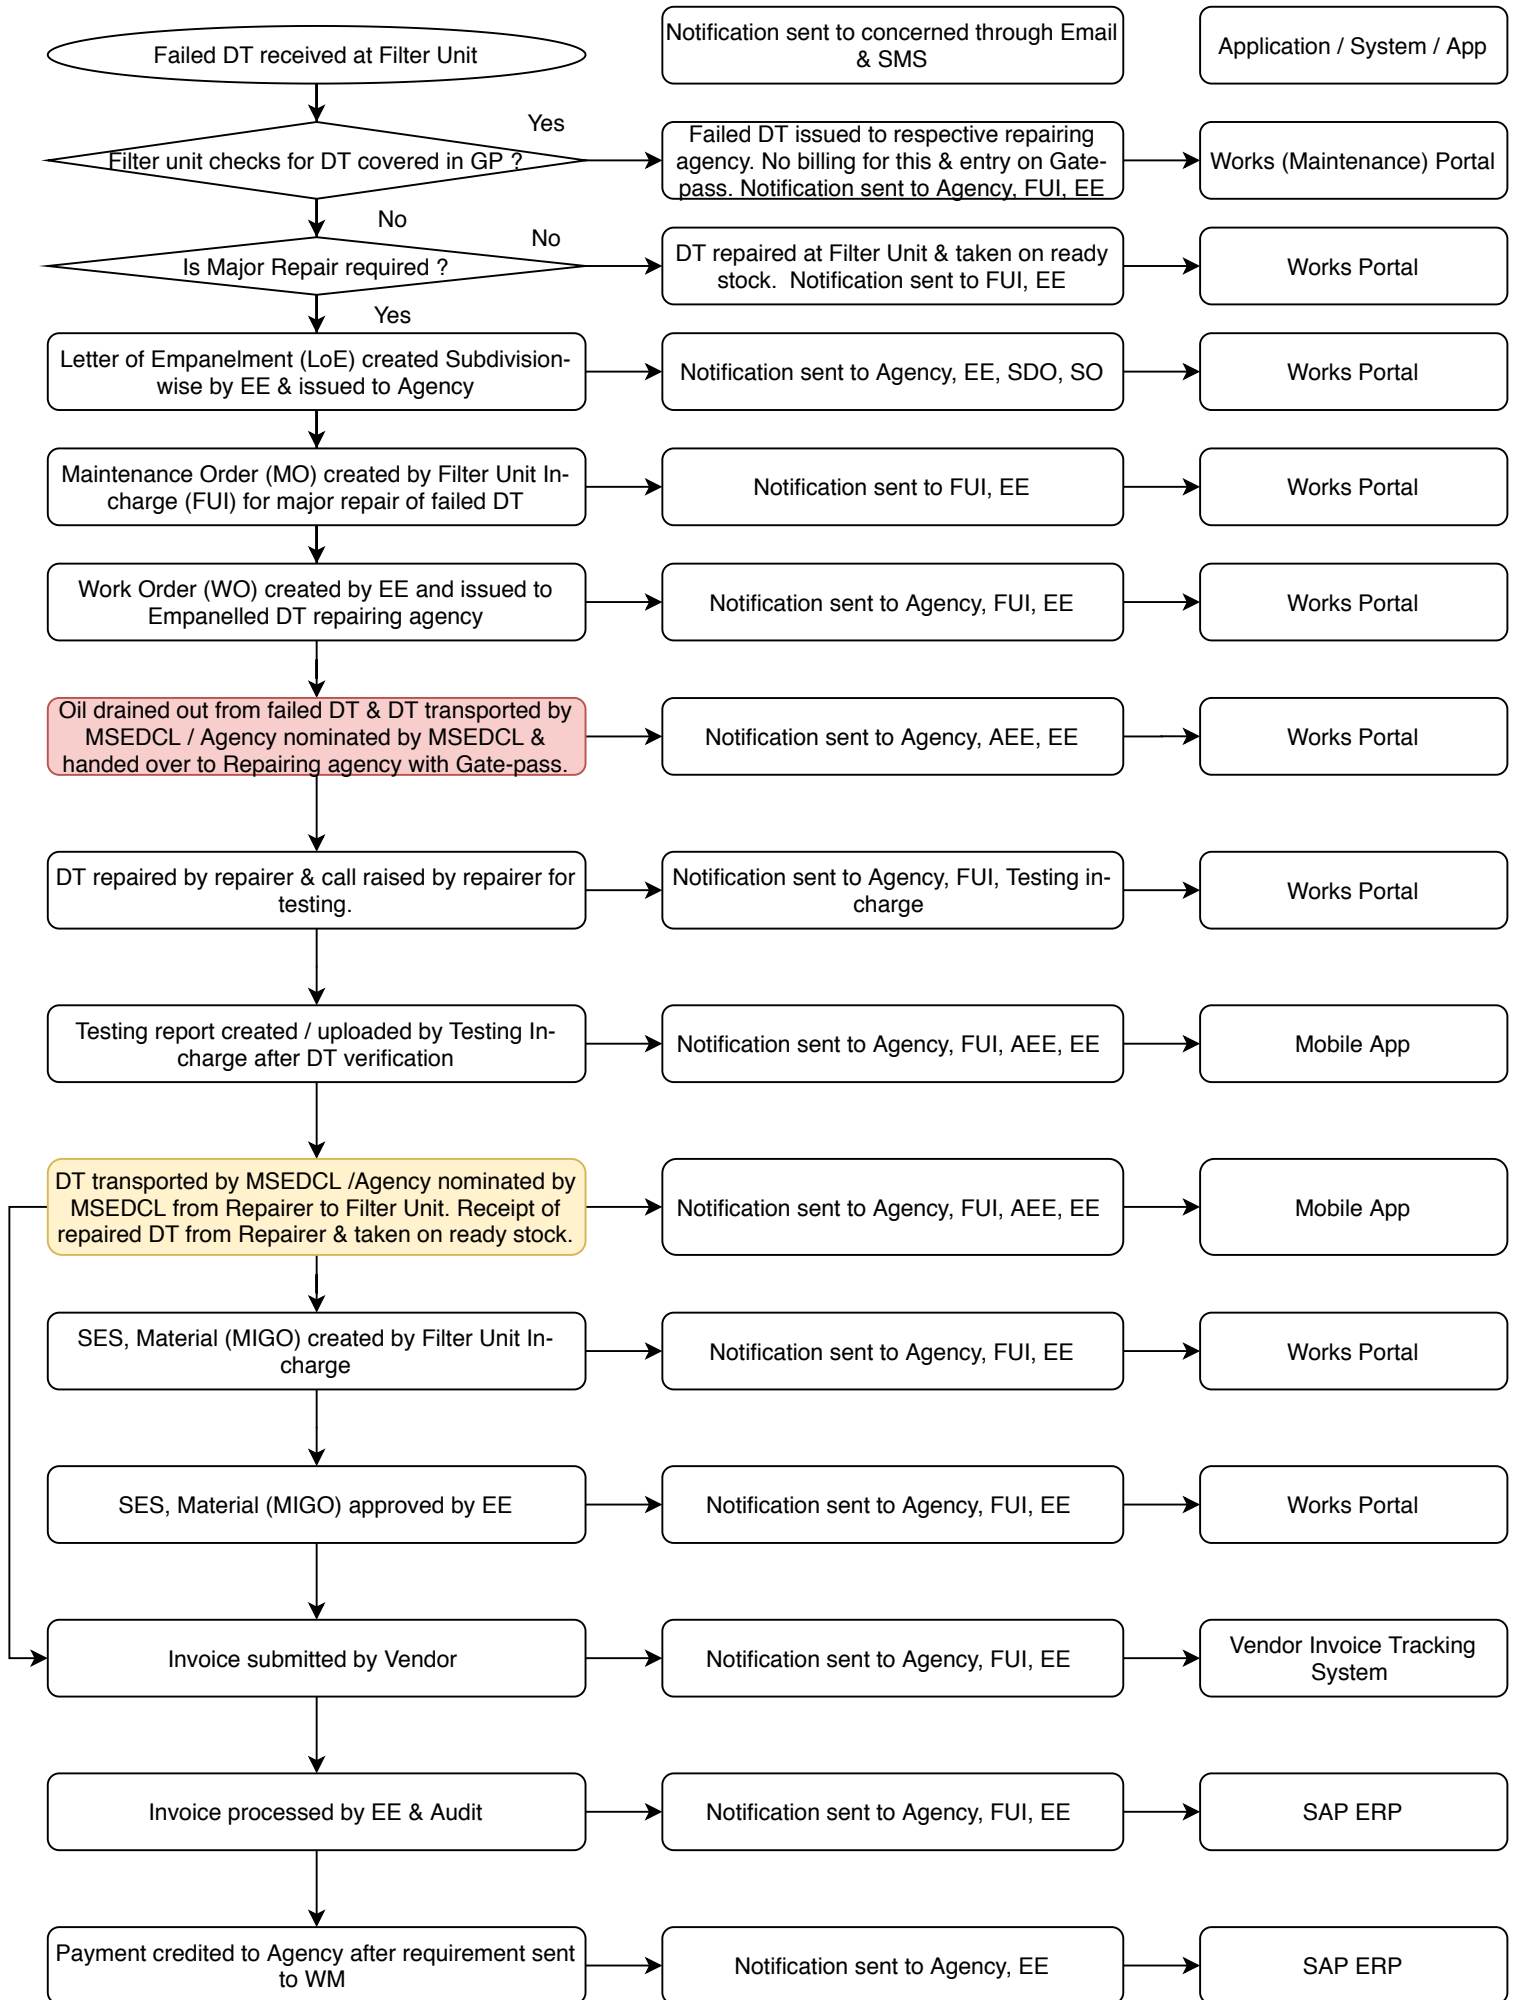 Failed DT received at Filter Unit
Notification sent to concerned through Email
& SMS
Application / System / App
Yes
Filter unit checks for DT covered in GP ?
Failed DT issued to respective repairing
agency. No billing for this & entry on Gate-
pass. Notification sent to Agency, FUI, EE
Works (Maintenance) Portal
No
No
Is Major Repair required ?
DT repaired at Filter Unit & taken on ready
stock.  Notification sent to FUI, EE
Works Portal
Yes
Letter of Empanelment (LoE) created Subdivision-
wise by EE & issued to Agency
Notification sent to Agency, EE, SDO, SO
Works Portal
Maintenance Order (MO) created by Filter Unit In-
charge (FUI) for major repair of failed DT
Notification sent to FUI, EE
Works Portal
Work Order (WO) created by EE and issued to
Empanelled DT repairing agency
Notification sent to Agency, FUI, EE
Works Portal
Oil drained out from failed DT & DT transported by
MSEDCL / Agency nominated by MSEDCL &
handed over to Repairing agency with Gate-pass.
Notification sent to Agency, AEE, EE
Works Portal
DT repaired by repairer & call raised by repairer for
testing.
Notification sent to Agency, FUI, Testing in-
charge
Works Portal
Testing report created / uploaded by Testing In-
charge after DT verification
Notification sent to Agency, FUI, AEE, EE
Mobile App
DT transported by MSEDCL /Agency nominated by
MSEDCL from Repairer to Filter Unit. Receipt of
repaired DT from Repairer & taken on ready stock.
Notification sent to Agency, FUI, AEE, EE
Mobile App
SES, Material (MIGO) created by Filter Unit In-
charge
Notification sent to Agency, FUI, EE
Works Portal
SES, Material (MIGO) approved by EE
Notification sent to Agency, FUI, EE
Works Portal
Invoice submitted by Vendor
Notification sent to Agency, FUI, EE
Vendor Invoice Tracking
System
Invoice processed by EE & Audit
Notification sent to Agency, FUI, EE
SAP ERP
Payment credited to Agency after requirement sent
to WM
Notification sent to Agency, EE
SAP ERP